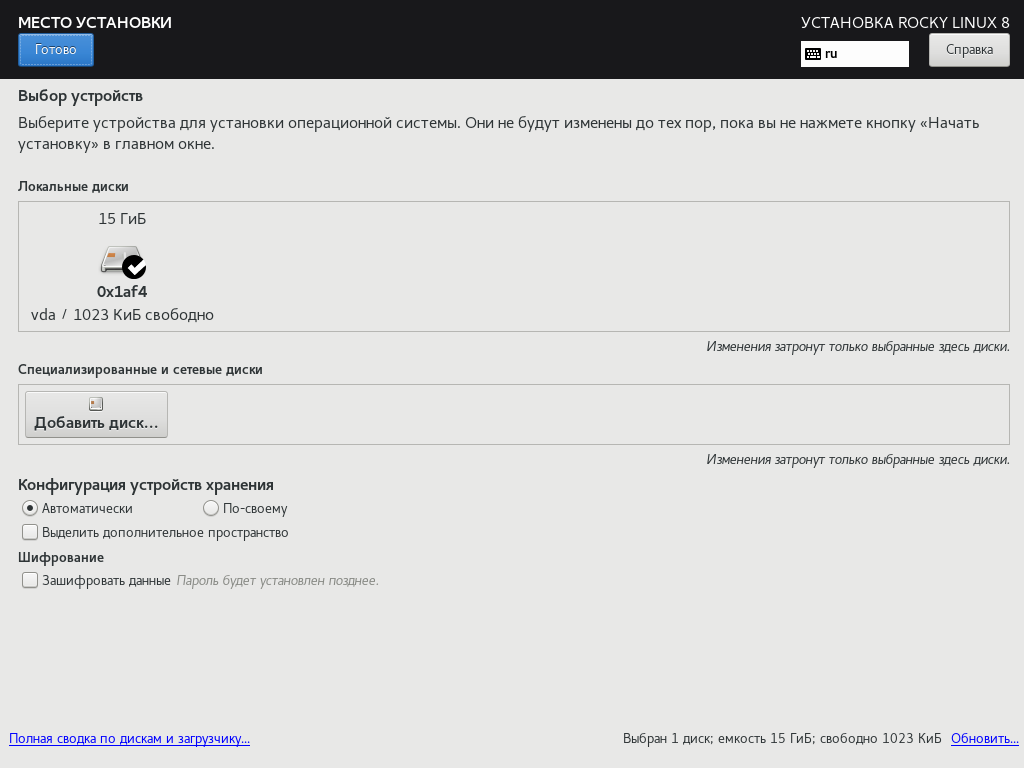 МЕСТО УСТАНОВКИ
УСТАНОВКА ROCKY LINUX 8
Готово
ru
Справка
Выбор устройств
Выберите устройства для установки операционной системы. Они не будут изменены до тех пор, пока вы не нажмете кнопку «Начать
установку» в главном окне.
Локальные диски
15 ГиБ
0x1af4
vda / 1023 КиБ свободно
Изменения затронут только выбранные здесь диски.
Специализированные и сетевые диски
Добавить диск...
Изменения затронут только выбранные здесь диски.
Конфигурация устройств хранения
Автоматически
По-своему
Выделить дополнительное пространство
Шифрование
Зашифровать данные Пароль будет установлен позднее.
Полная сводка по дискам и загрузчику...
Выбран 1 диск; емкость 15 ГиБ; свободно 1023 КиБ Обновить...